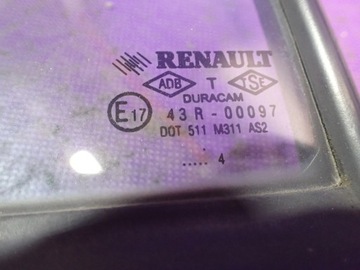 RENAULT
ADB T TSE
DURACAM
E17 43R-00097
DOT 511 M311 AS2
..... 4